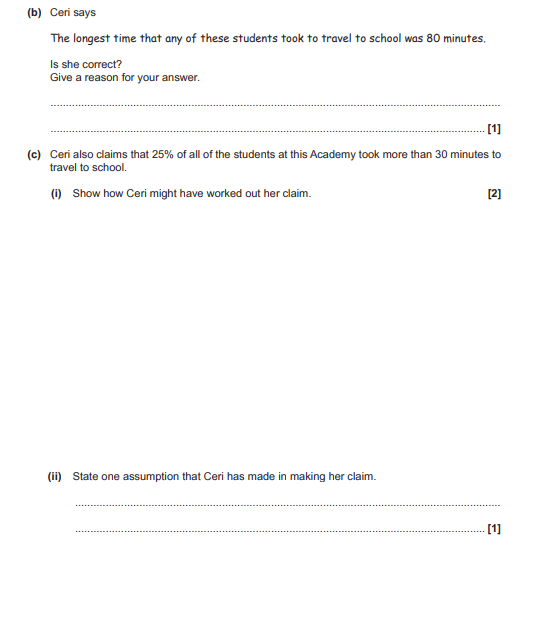 (b) Ceri says
The longest time that any of these students took to travel to school was 80 minutes.
Is she correct?
Give a reason for your answer.
[1]
(c) Ceri also claims that 25% of all of the students at this Academy took more than 30 minutes to
travel to school.
(i) Show how Ceri might have worked out her claim. [2]
(ii) State one assumption that Ceri has made in making her claim.
[1]